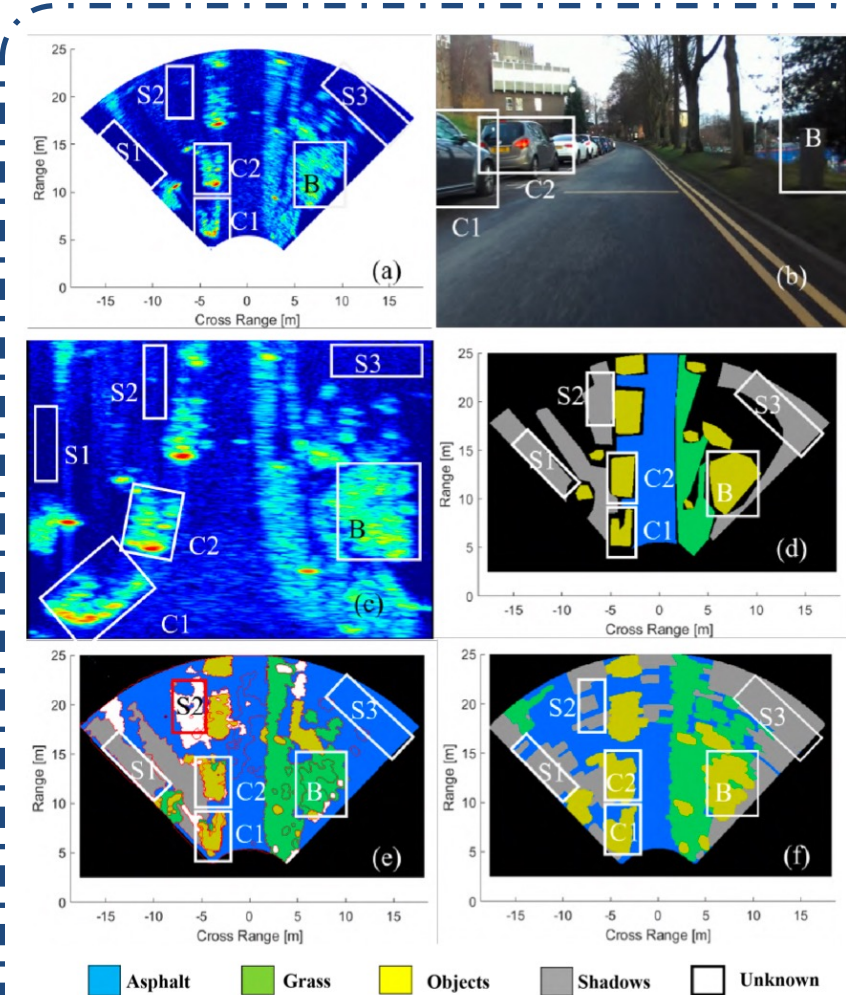 25
20
15
10
5
0
Range [m]
-15 -10 -5 0 5 10 15
Cross Range [m]
S1
S2
S3
C2
C1
B
(a)
B
C2
C1
(b)
S1
S2
S3
B
C2
C1
(c)
25
20
15
10
5
0
Range [m]
-15 -10 -5 0 5 10 15
Cross Range [m]
S2
S3
S1
C2
C1
B
(d)
25
20
15
10
5
0
Range [m]
-15 -10 -5 0 5 10 15
Cross Range [m]
S2
S3
S1
C2
C1
B
(e)
25
20
15
10
5
0
Range [m]
-15 -10 -5 0 5 10 15
Cross Range [m]
S2
S3
S1
C2
C1
B
(f)
Asphalt Grass Objects Shadows Unknown